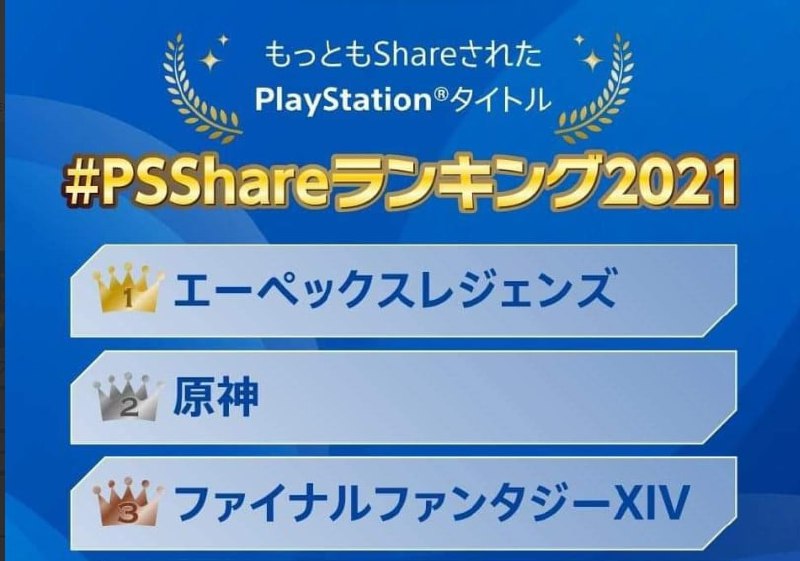 もっともShareされた
PlayStation®タイトル
#PSShareランキング2021
1 エーペックスレジェンズ
2 原神
3 ファイナルファンタジーXIV